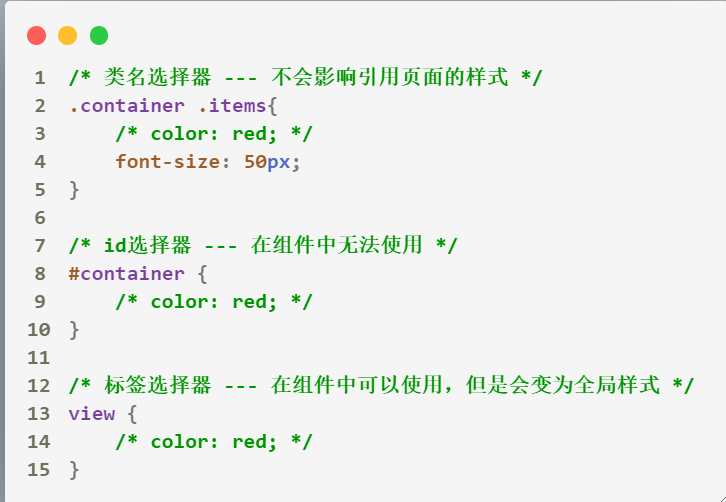 1 /* 类名选择器 --- 不会影响引用页面的样式 */
2 .container .items{
3     /* color: red; */
4     font-size: 50px;
5 }
6
7 /* id选择器 --- 在组件中无法使用 */
8 #container {
9     /* color: red; */
10 }
11
12 /* 标签选择器 --- 在组件中可以使用，但是会变为全局样式 */
13 view {
14     /* color: red; */
15 }